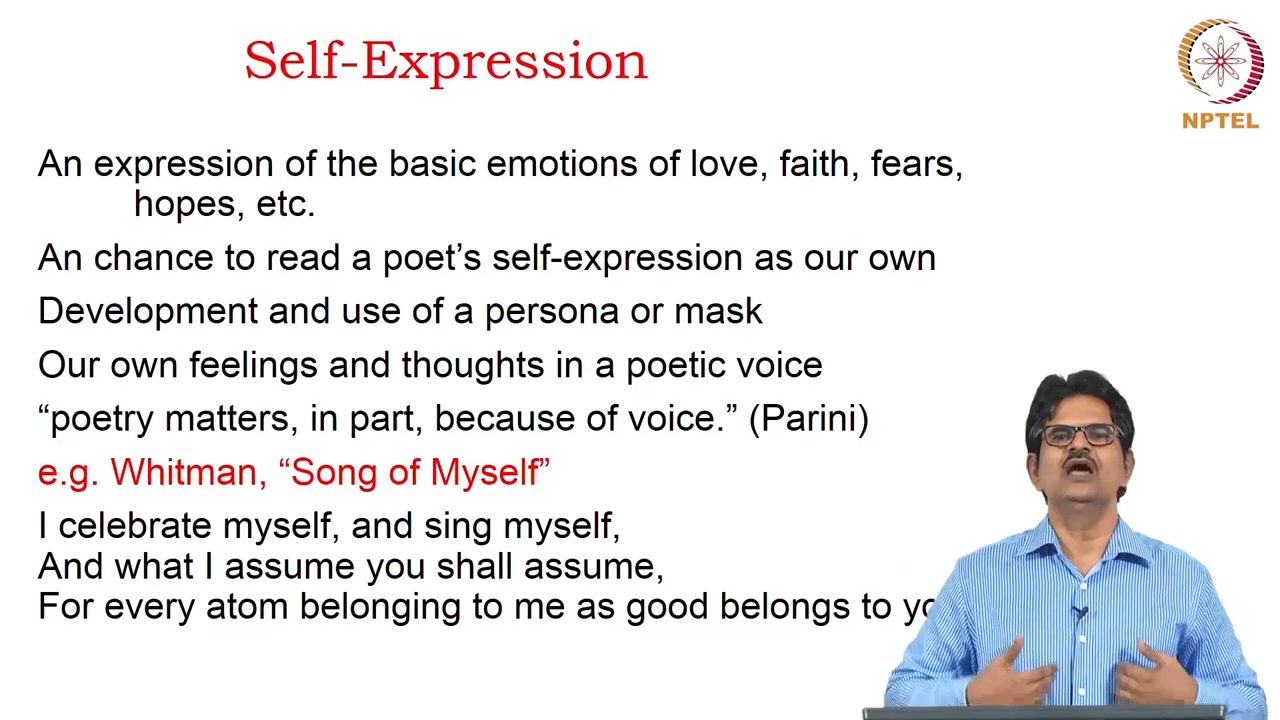 Self-Expression
NPTEL
An expression of the basic emotions of love, faith, fears,
hopes, etc.
An chance to read a poet’s self-expression as our own
Development and use of a persona or mask
Our own feelings and thoughts in a poetic voice
“poetry matters, in part, because of voice.” (Parini)
e.g. Whitman, “Song of Myself”
I celebrate myself, and sing myself,
And what I assume you shall assume,
For every atom belonging to me as good belongs to